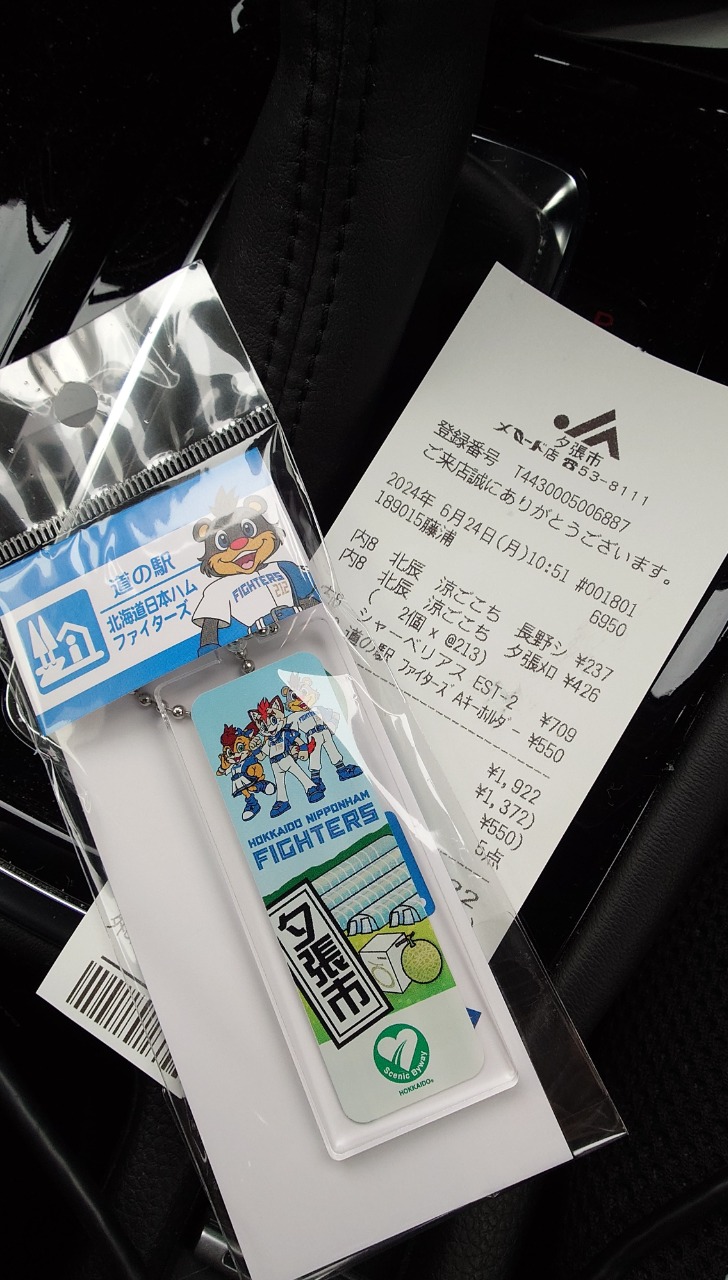 道の駅
北海道日本ハム
ファイターズ
FIGHTERS
212
HOKKAIDO NIPPONHAM
FIGHTERS
夕張市
Scenic Byway
HOKKAIDO®
夕張市
メロード店 ☎53-8111
登録番号 T4430005006887
ご来店誠にありがとうございます。
2024年 6月24日(月)10:51 #001801
189015藤浦 6950
内8 北辰 涼ごこち 長野シ ¥237
内8 北辰 涼ごこち 夕張メロ ¥426
( 2個 x @213)
シャーベリアス EST-2 ¥709
道の駅 ファイターズ Aキーホルダー ¥550
¥1,922
¥1,372)
¥550)
5点